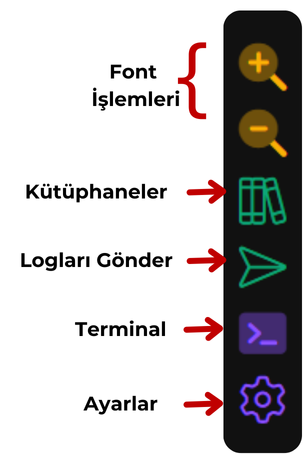 Font
İşlemleri
Kütüphaneler
Logları Gönder
Terminal
Ayarlar